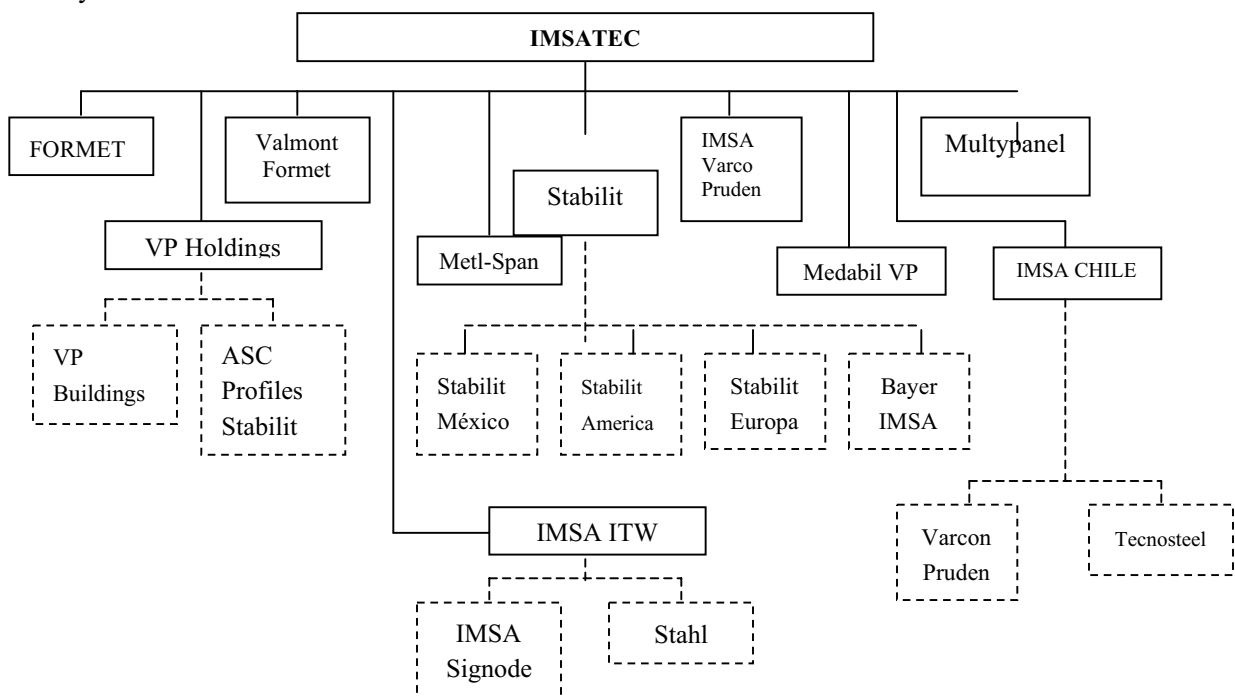 IMSATEC
FORMET
Valmont
Formet
IMSA
Varco
Pruden
Multypanel
Stabilit
VP Holdings
Metl-Span
Medabil VP
IMSA CHILE
VP
Buildings
ASC
Profiles
Stabilit
Stabilit
México
Stabilit
America
Stabilit
Europa
Bayer
IMSA
IMSA ITW
Varcon
Pruden
Tecnosteel
IMSA
Signode
Stahl